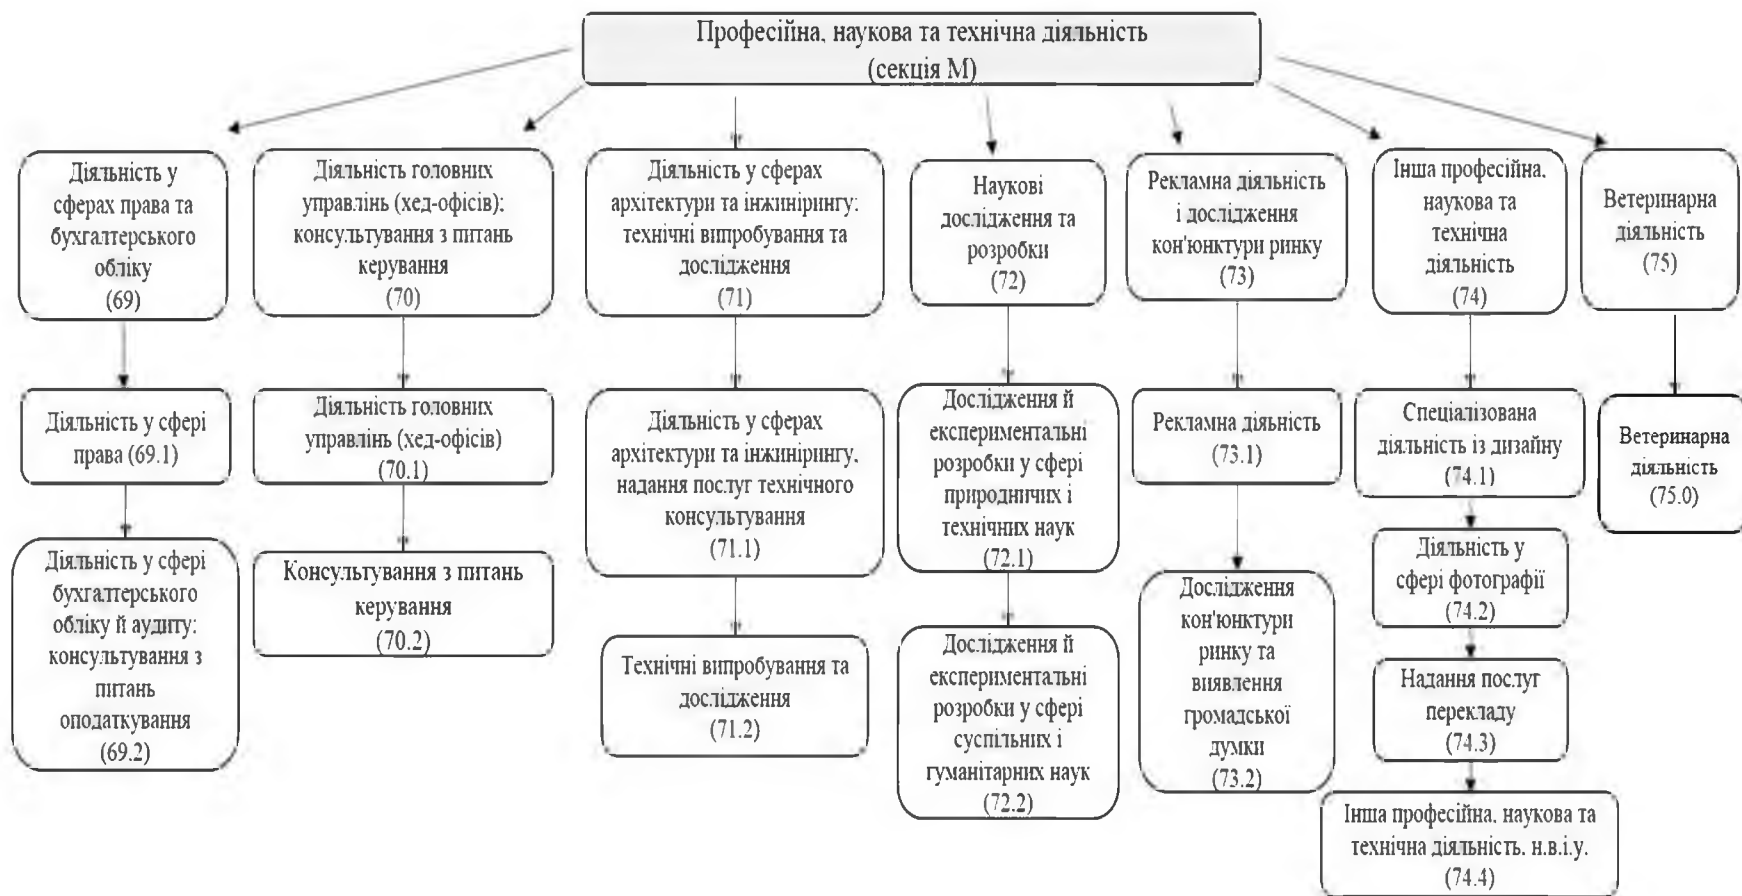 Професійна, наукова та технічна діяльність
(секція М)
Діяльність у
сферах права та
бухгалтерського
обліку
(69)
Діяльність головних
управлінь (хед-офісів);
консультування з питань
керування
(70)
Діяльність у сферах
архітектури та інжинірингу;
технічні випробування та
дослідження
(71)
Наукові
дослідження та
розробки
(72)
Рекламна діяльність
і дослідження
кон'юнктури ринку
(73)
Інша професійна,
наукова та
технічна
діяльність
(74)
Ветеринарна
діяльність
(75)
Діяльність у сфері
права (69.1)
Діяльність головних
управлінь (хед-офісів)
(70.1)
Діяльність у сферах
архітектури та інжинірингу,
надання послуг технічного
консультування
(71.1)
Дослідження й
експериментальні
розробки у сфері
природничих і
технічних наук
(72.1)
Рекламна діяьність
(73.1)
Спеціалізована
діяльність із дизайну
(74.1)
Ветеринарна
діяльність
(75.0)
Діяльність у сфері
бухгалтерського
обліку й аудиту;
консультування з
питань
оподаткування
(69.2)
Консультування з питань
керування
(70.2)
Технічні випробування та
дослідження
(71.2)
Дослідження й
експериментальні
розробки у сфері
суспільних і
гуманітарних наук
(72.2)
Дослідження
кон'юнктури
ринку та
виявлення
громадської
думки
(73.2)
Діяльність у
сфері фотографії
(74.2)
Надання послуг
перекладу
(74.3)
Інша професійна, наукова та
технічна діяльність, н.в.і.у.
(74.4)